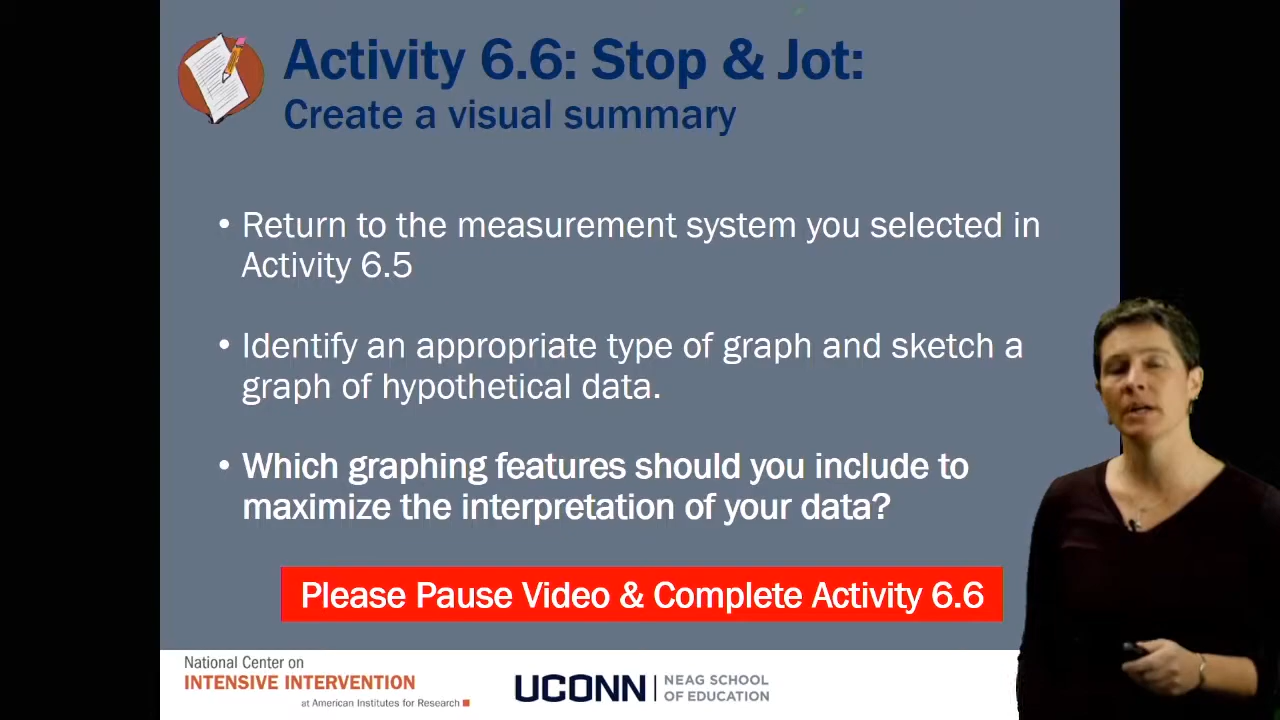 Activity 6.6: Stop & Jot:
Create a visual summary
• Return to the measurement system you selected in
Activity 6.5
• Identify an appropriate type of graph and sketch a
graph of hypothetical data.
• Which graphing features should you include to
maximize the interpretation of your data?
Please Pause Video & Complete Activity 6.6
National Center on
INTENSIVE INTERVENTION
at American Institutes for Research
UCONN | NEAG SCHOOL
OF EDUCATION